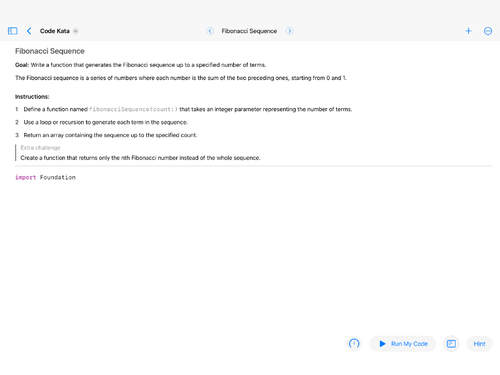 Code Kata
Fibonacci Sequence
Fibonacci Sequence
Goal: Write a function that generates the Fibonacci sequence up to a specified number of terms.
The Fibonacci sequence is a series of numbers where each number is the sum of the two preceding ones, starting from 0 and 1.
Instructions:
1 Define a function named fibonacciSequence(count:) that takes an integer parameter representing the number of terms.
2 Use a loop or recursion to generate each term in the sequence.
3 Return an array containing the sequence up to the specified count.
Extra challenge
Create a function that returns only the nth Fibonacci number instead of the whole sequence.
import Foundation
Run My Code
Hint